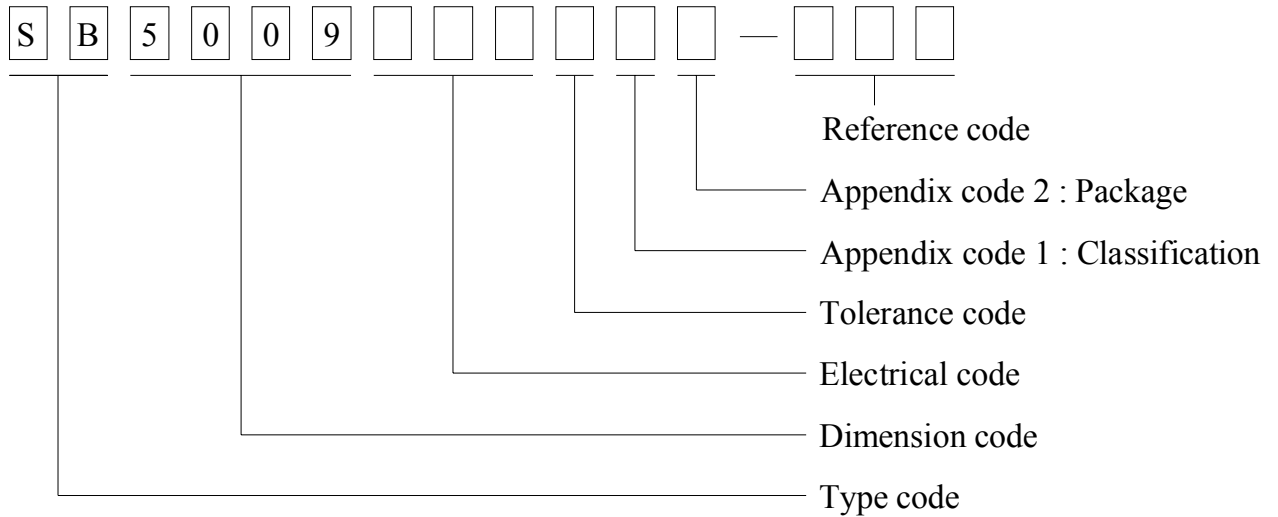 S B 5 0 0 9 —
Reference code
Appendix code 2 : Package
Appendix code 1 : Classification
Tolerance code
Electrical code
Dimension code
Type code